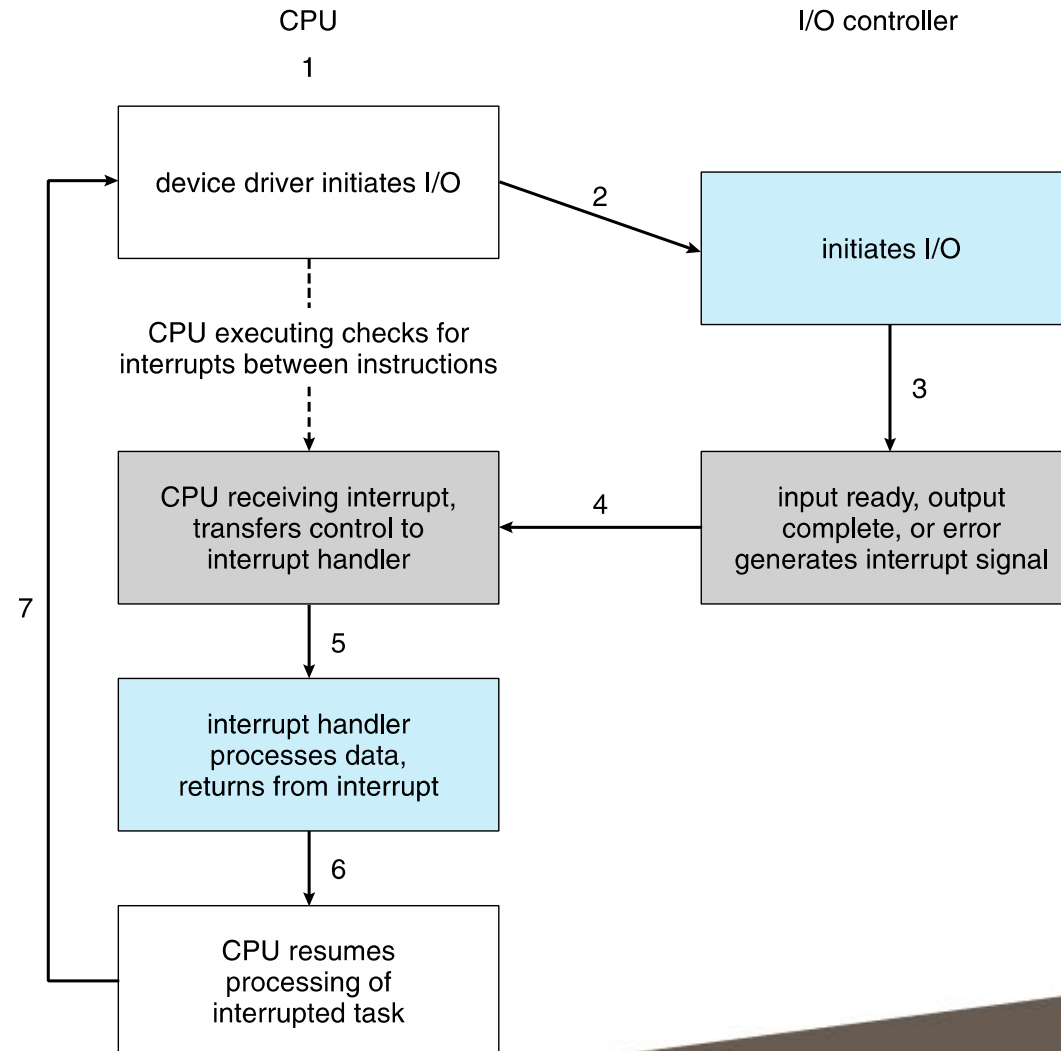 CPU
I/O controller
1
device driver initiates I/O
2
initiates I/O
CPU executing checks for
interrupts between instructions
3
CPU receiving interrupt,
transfers control to
interrupt handler
4
input ready, output
complete, or error
generates interrupt signal
7
5
interrupt handler
processes data,
returns from interrupt
6
CPU resumes
processing of
interrupted task